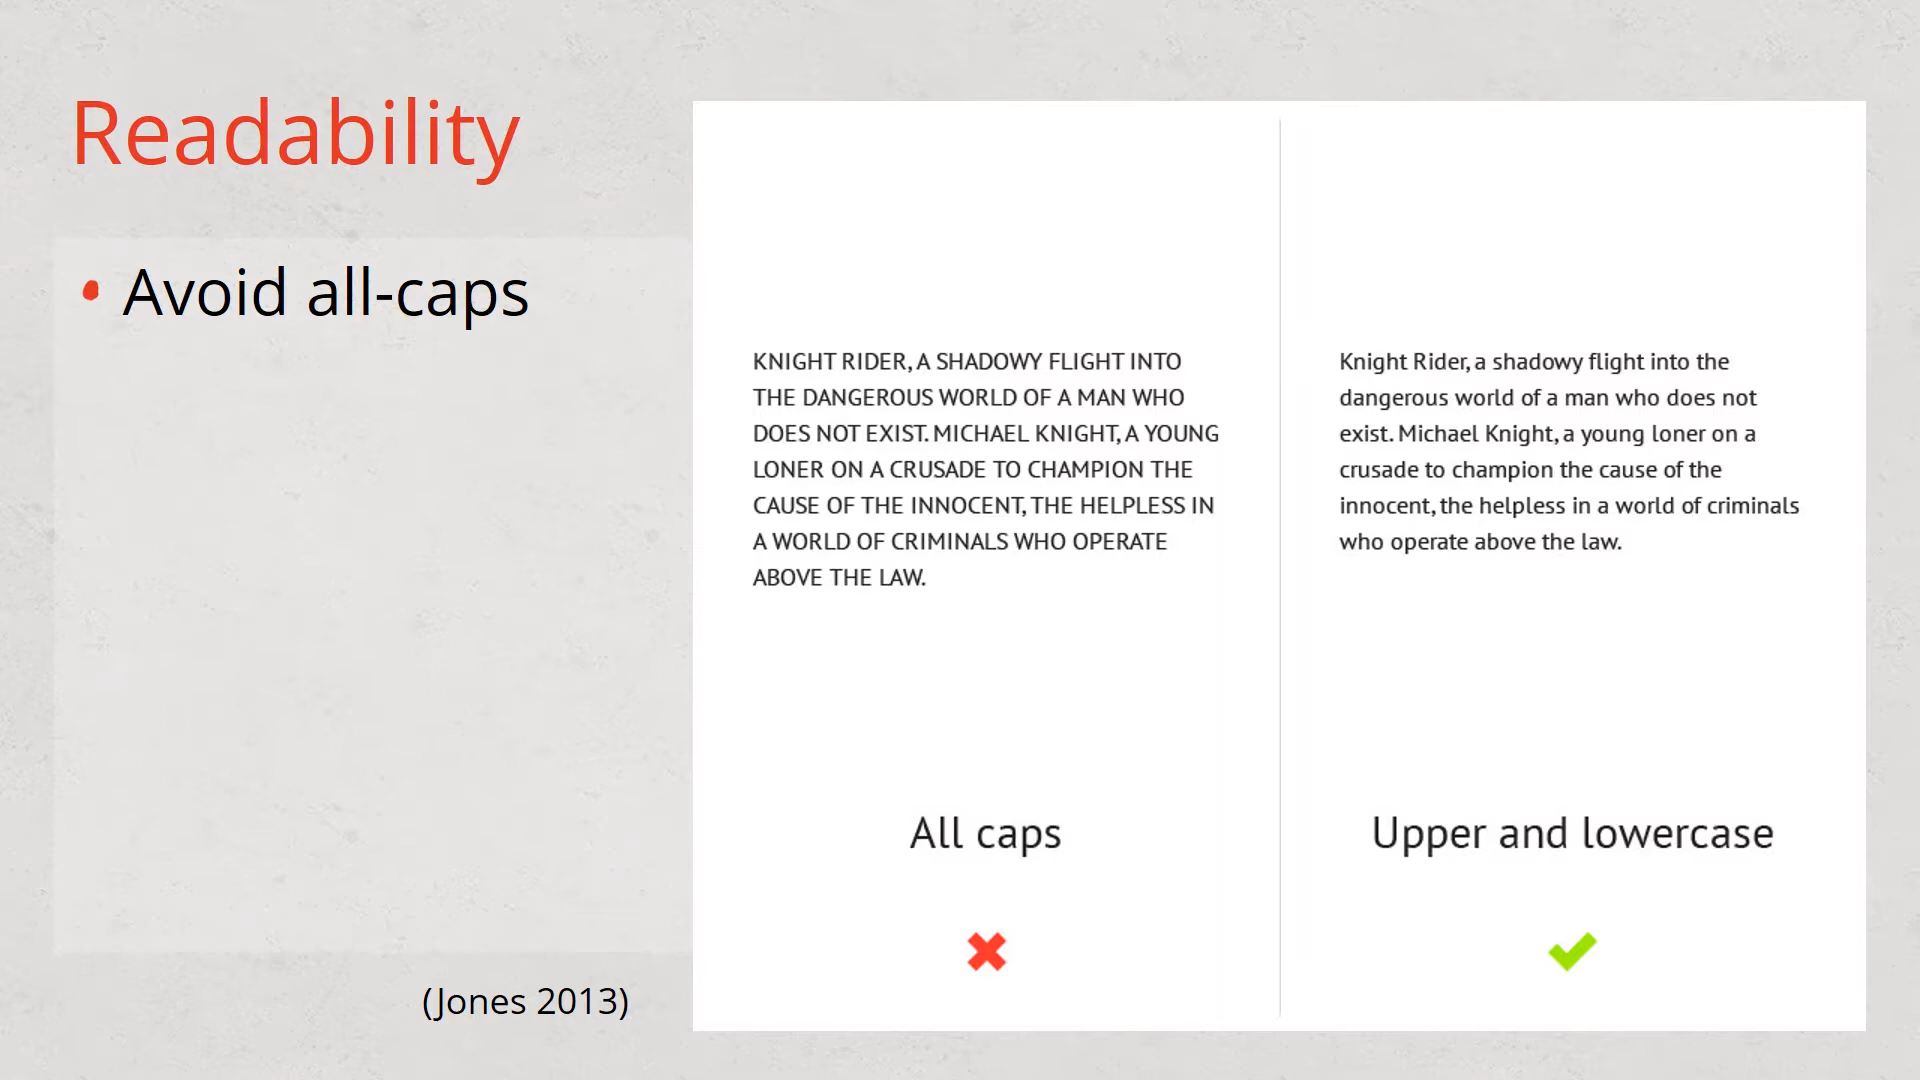 Readability
• Avoid all-caps
(Jones 2013)
KNIGHT RIDER, A SHADOWY FLIGHT INTO
THE DANGEROUS WORLD OF A MAN WHO
DOES NOT EXIST. MICHAEL KNIGHT, A YOUNG
LONER ON A CRUSADE TO CHAMPION THE
CAUSE OF THE INNOCENT, THE HELPLESS IN
A WORLD OF CRIMINALS WHO OPERATE
ABOVE THE LAW.
All caps
Knight Rider, a shadowy flight into the
dangerous world of a man who does not
exist. Michael Knight, a young loner on a
crusade to champion the cause of the
innocent, the helpless in a world of criminals
who operate above the law.
Upper and lowercase